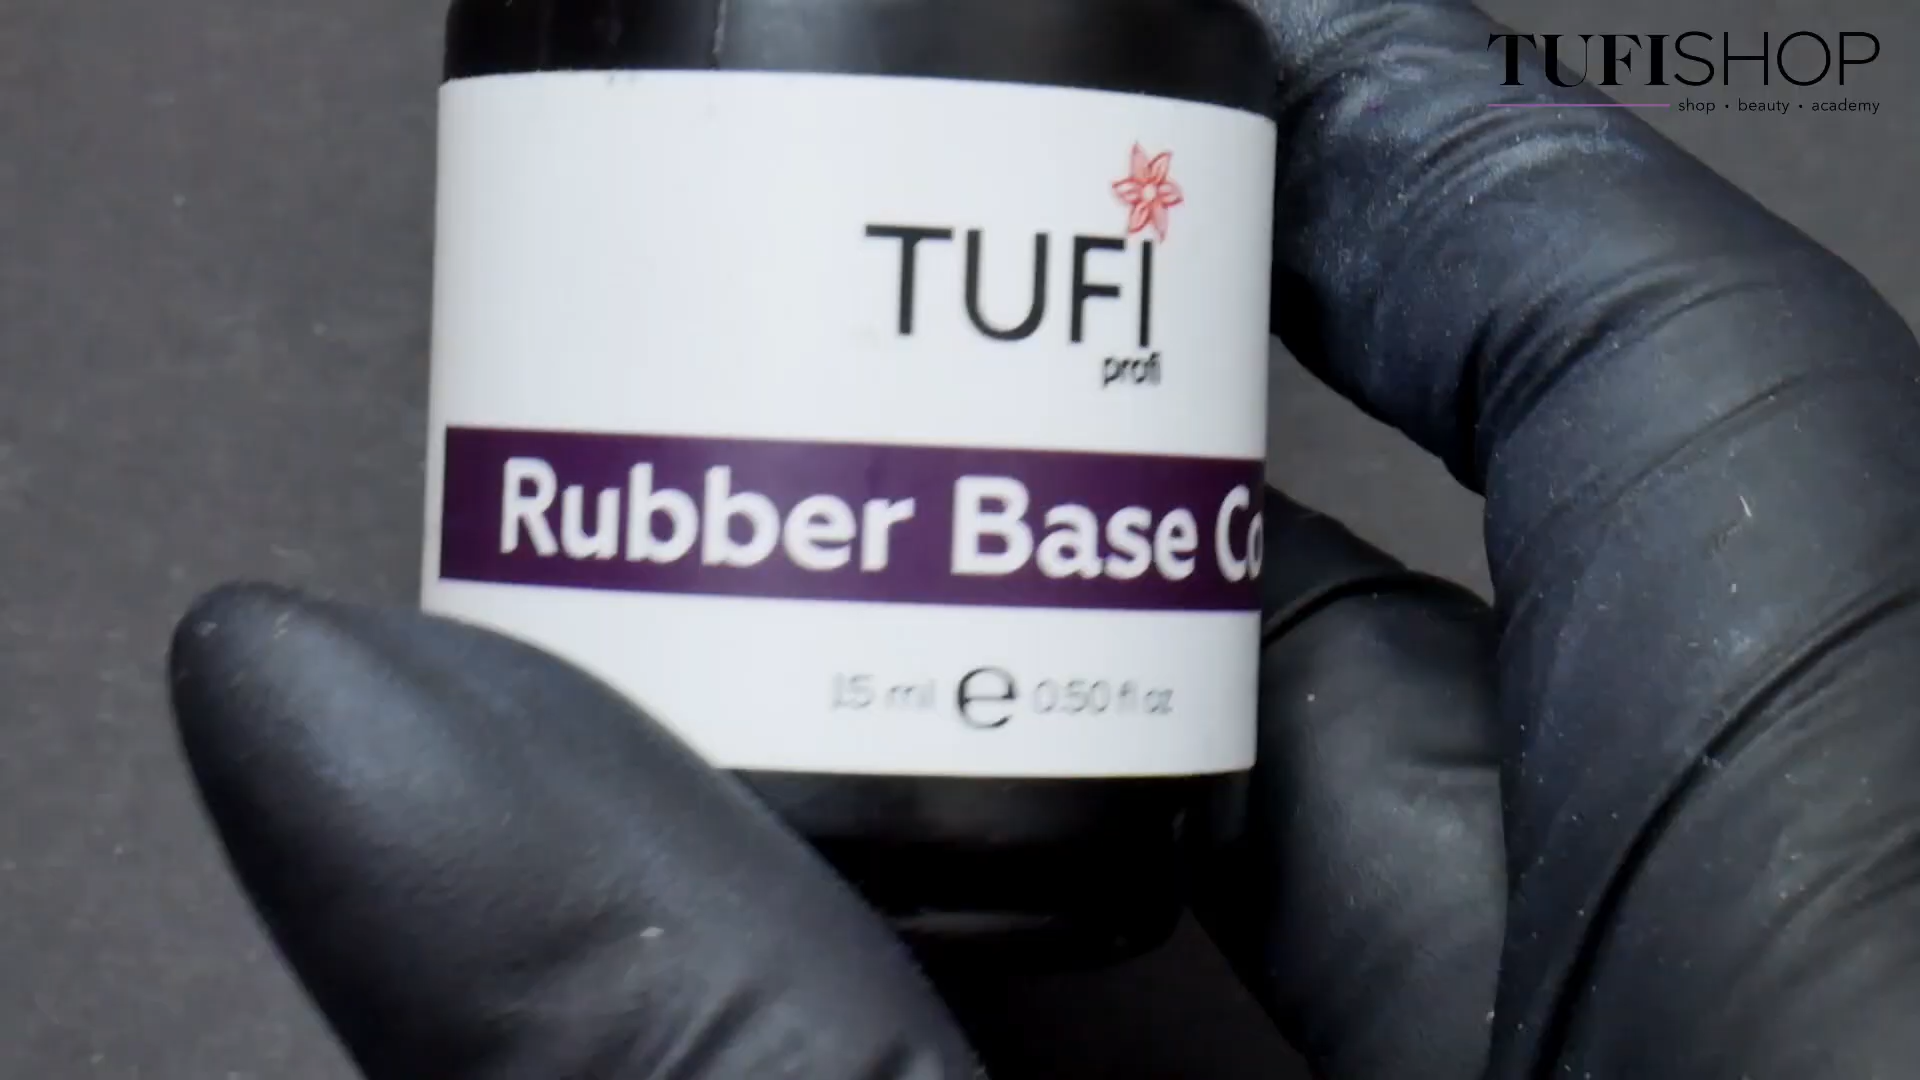 TUFISHOP
shop • beauty • academy
TUFI
profi
Rubber Base Co
15 ml e 0.50 fl oz